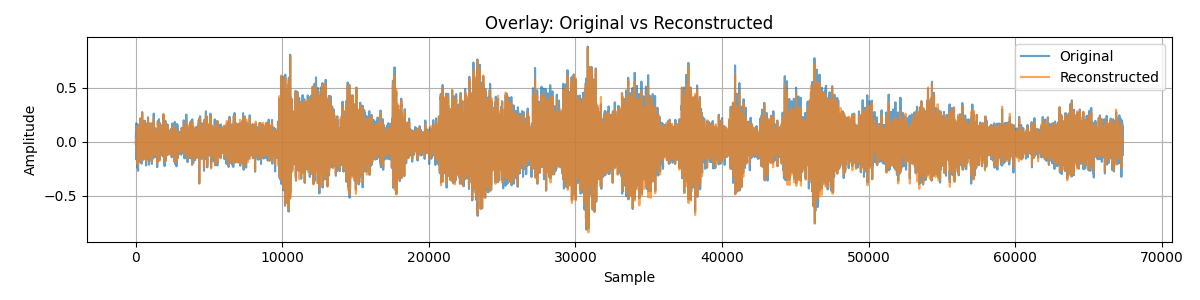 Overlay: Original vs Reconstructed
Original
Reconstructed
Amplitude
0.5
0.0
−0.5
0 10000 20000 30000 40000 50000 60000 70000
Sample